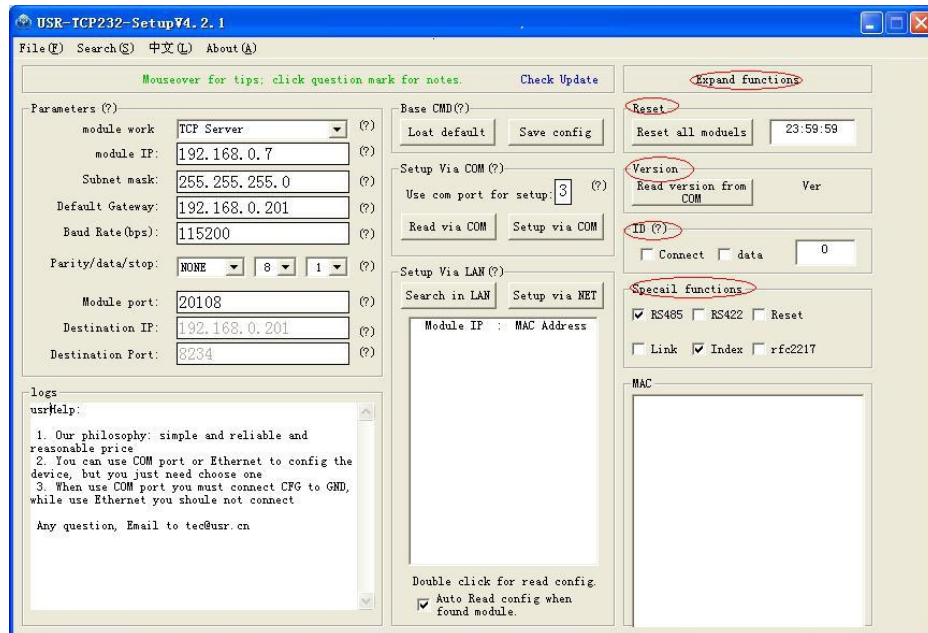 USR-TCP232-SetupV4.2.1
File(F) Search(S) 中文(L) About(A)
Mouseover for tips; click question mark for notes. Check Update
Expand functions
Parameters (?)
module work TCP Server (?)
module IP: 192.168.0.7 (?)
Subnet mask: 255.255.255.0 (?)
Default Gateway: 192.168.0.201 (?)
Baud Rate(bps): 115200 (?)
Parity/data/stop: NONE 8 1 (?)
Module port: 20108 (?)
Destination IP: 192.168.0.201 (?)
Destination Port: 8234 (?)
logs
usrHelp:
1. Our philosophy: simple and reliable and
reasonable price
2. You can use COM port or Ethernet to config the
device, but you just need choose one
3. When use COM port you must connect CFG to GND,
while use Ethernet you shoule not connect
Any question, Email to tec@usr.cn
Base CMD(?)
Loat default Save config
Setup Via COM(?)
Use com port for setup: 3 (?)
Read via COM Setup via COM
Setup Via LAN(?)
Search in LAN Setup via NET
Module IP : MAC Address
Double click for read config.
Auto Read config when
found module.
Reset
Reset all moduels 23:59:59
Version
Read version from
COM
Ver
ID (?)
Connect data 0
Specail functions
RS485 RS422 Reset
Link Index rfc2217
MAC